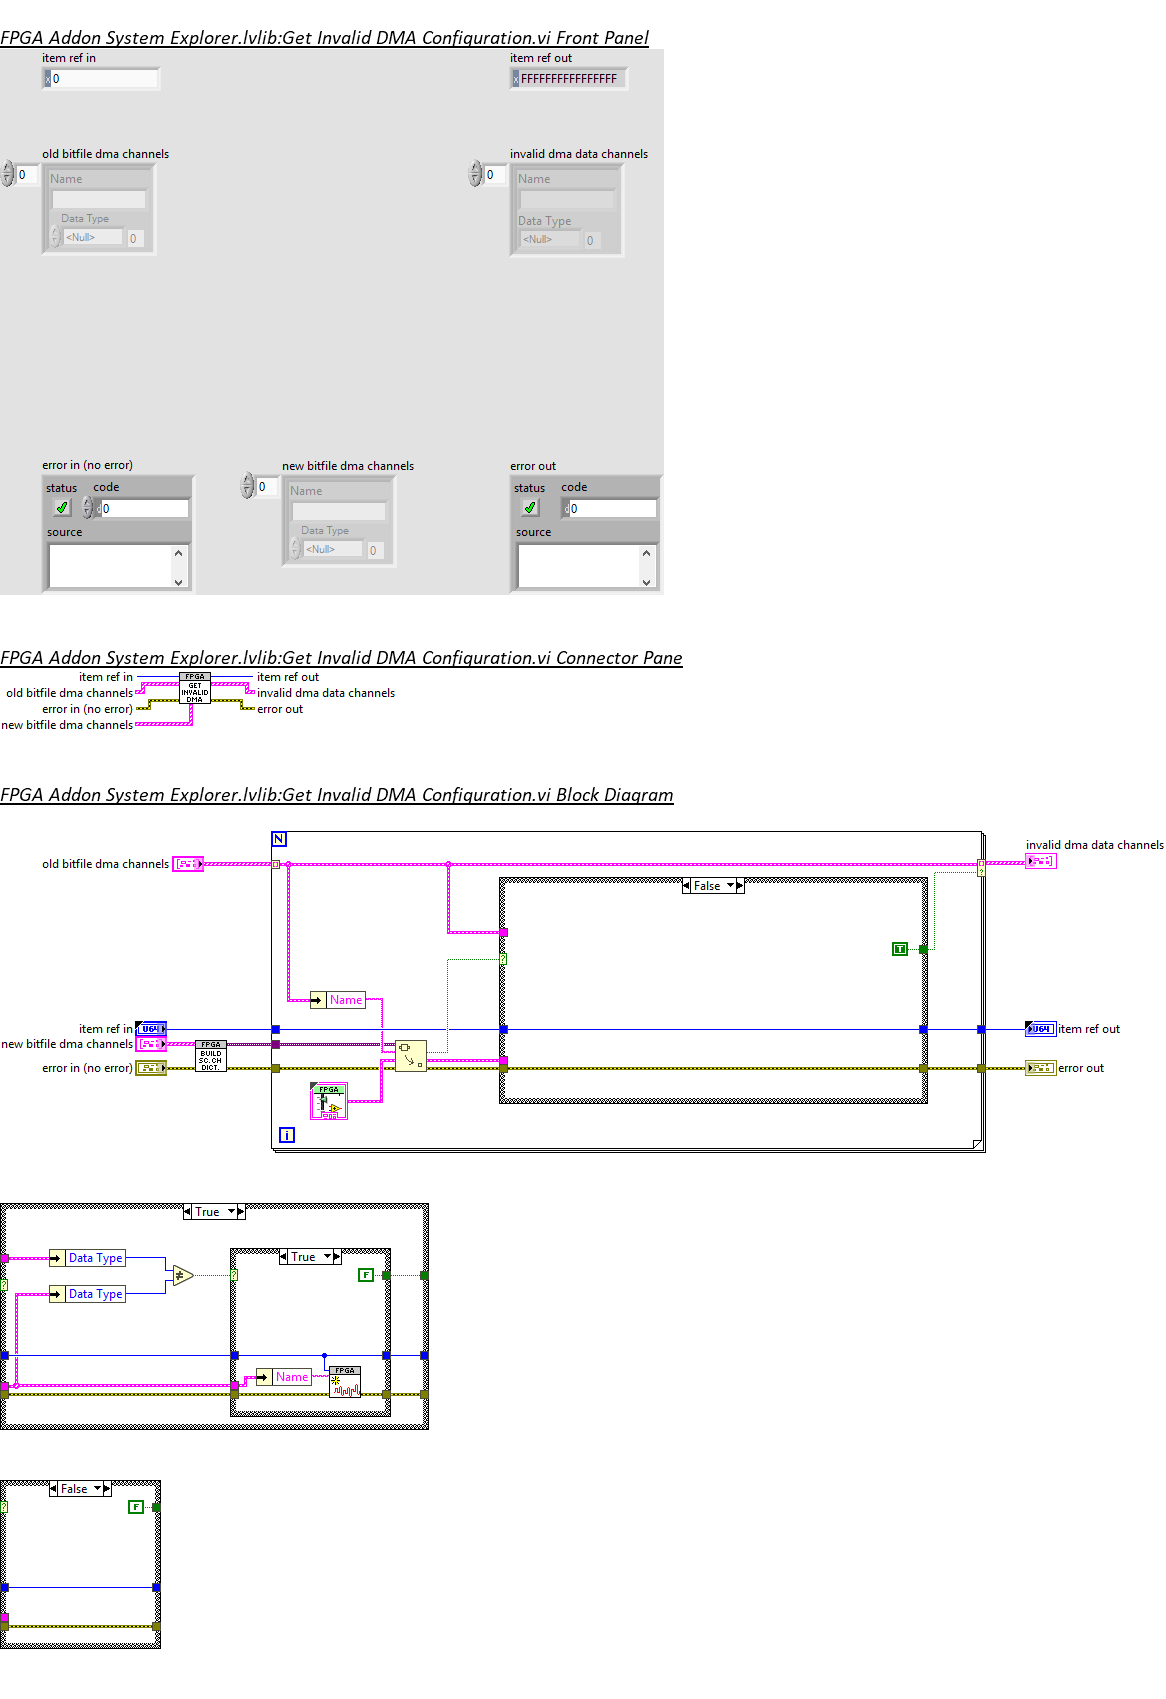 FPGA Addon System Explorer.lvlib:Get Invalid DMA Configuration.vi Front Panel
item ref in
item ref out
x 0
x FFFFFFFFFFFFFFFF
old bitfile dma channels
invalid dma data channels
0
Name
Data Type
<Null>
0
0
Name
Data Type
<Null>
0
error in (no error)
new bitfile dma channels
error out
status
code
d 0
source
0
Name
Data Type
<Null>
0
status
code
d 0
source
FPGA Addon System Explorer.lvlib:Get Invalid DMA Configuration.vi Connector Pane
item ref in
FPGA
GET
INVALID
DMA
item ref out
old bitfile dma channels
invalid dma data channels
error in (no error)
error out
new bitfile dma channels
FPGA Addon System Explorer.lvlib:Get Invalid DMA Configuration.vi Block Diagram
N
invalid dma data channels
old bitfile dma channels
False
?
T
?
Name
item ref in
U64
U64
item ref out
new bitfile dma channels
FPGA
BUILD
SC. CH
DICT.
error in (no error)
error out
FPGA
i
True
Data Type
True
?
≠
?
F
Data Type
Name
FPGA
False
?
F